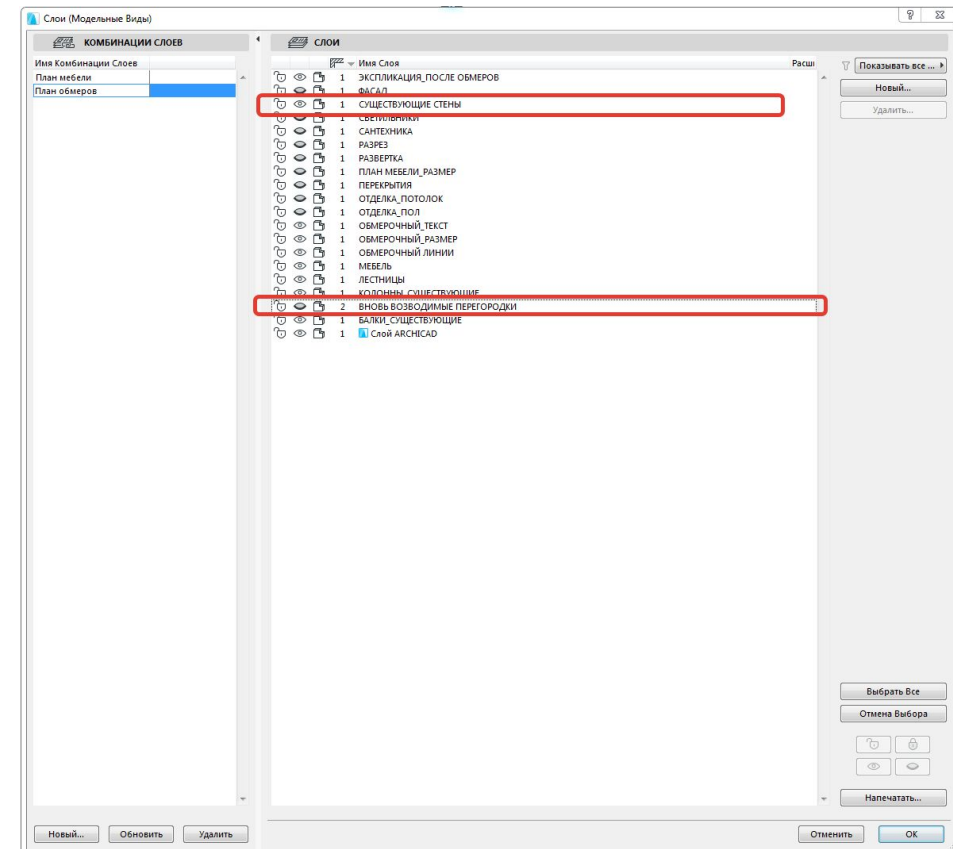 Слои (Модельные Виды)
КОМБИНАЦИИ СЛОЕВ
Имя Комбинации Слоев
План мебели
План обмеров
СЛОИ
Имя Слоя
Расши
1 ЭКСПЛИКАЦИЯ_ПОСЛЕ ОБМЕРОВ
1 ФАСАД
1 СУЩЕСТВУЮЩИЕ СТЕНЫ
1 СВЕТИЛЬНИКИ
1 САНТЕХНИКА
1 РАЗРЕЗ
1 РАЗВЕРТКА
1 ПЛАН МЕБЕЛИ_РАЗМЕР
1 ПЕРЕКРЫТИЯ
1 ОТДЕЛКА_ПОТОЛОК
1 ОТДЕЛКА_ПОЛ
1 ОБМЕРОЧНЫЙ_ТЕКСТ
1 ОБМЕРОЧНЫЙ_РАЗМЕР
1 ОБМЕРОЧНЫЙ ЛИНИИ
1 МЕБЕЛЬ
1 ЛЕСТНИЦЫ
1 КОЛОННЫ_СУЩЕСТВУЮЩИЕ
2 ВНОВЬ ВОЗВОДИМЫЕ ПЕРЕГОРОДКИ
1 БАЛКИ_СУЩЕСТВУЮЩИЕ
1 Слой ARCHICAD
Показывать все ...
Новый...
Удалить...
Выбрать Все
Отмена Выбора
Напечатать...
Новый...
Обновить
Удалить
Отменить
OK